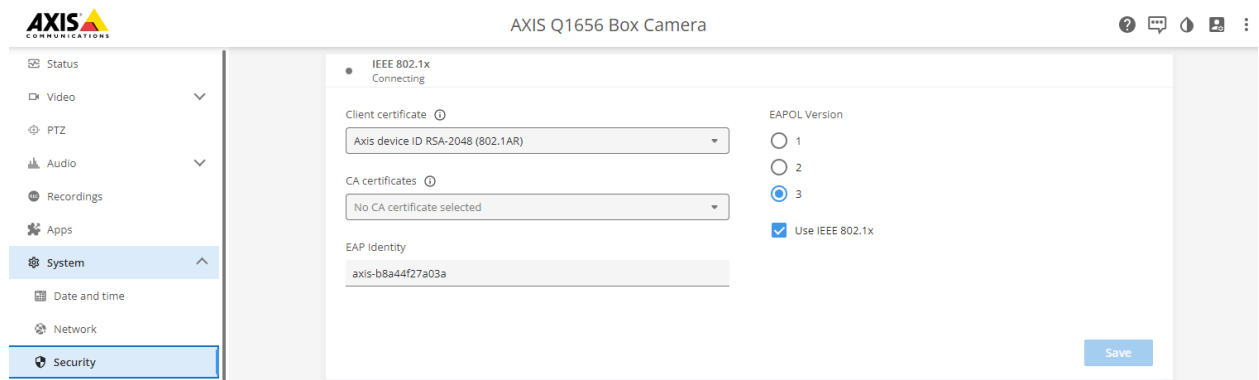 AXIS
COMMUNICATIONS
AXIS Q1656 Box Camera
Status
Video
PTZ
Audio
Recordings
Apps
System
Date and time
Network
Security
IEEE 802.1x
Connecting
Client certificate
Axis device ID RSA-2048 (802.1AR)
CA certificates
No CA certificate selected
EAP Identity
axis-b8a44f27a03a
EAPOL Version
1
2
3
Use IEEE 802.1x
Save